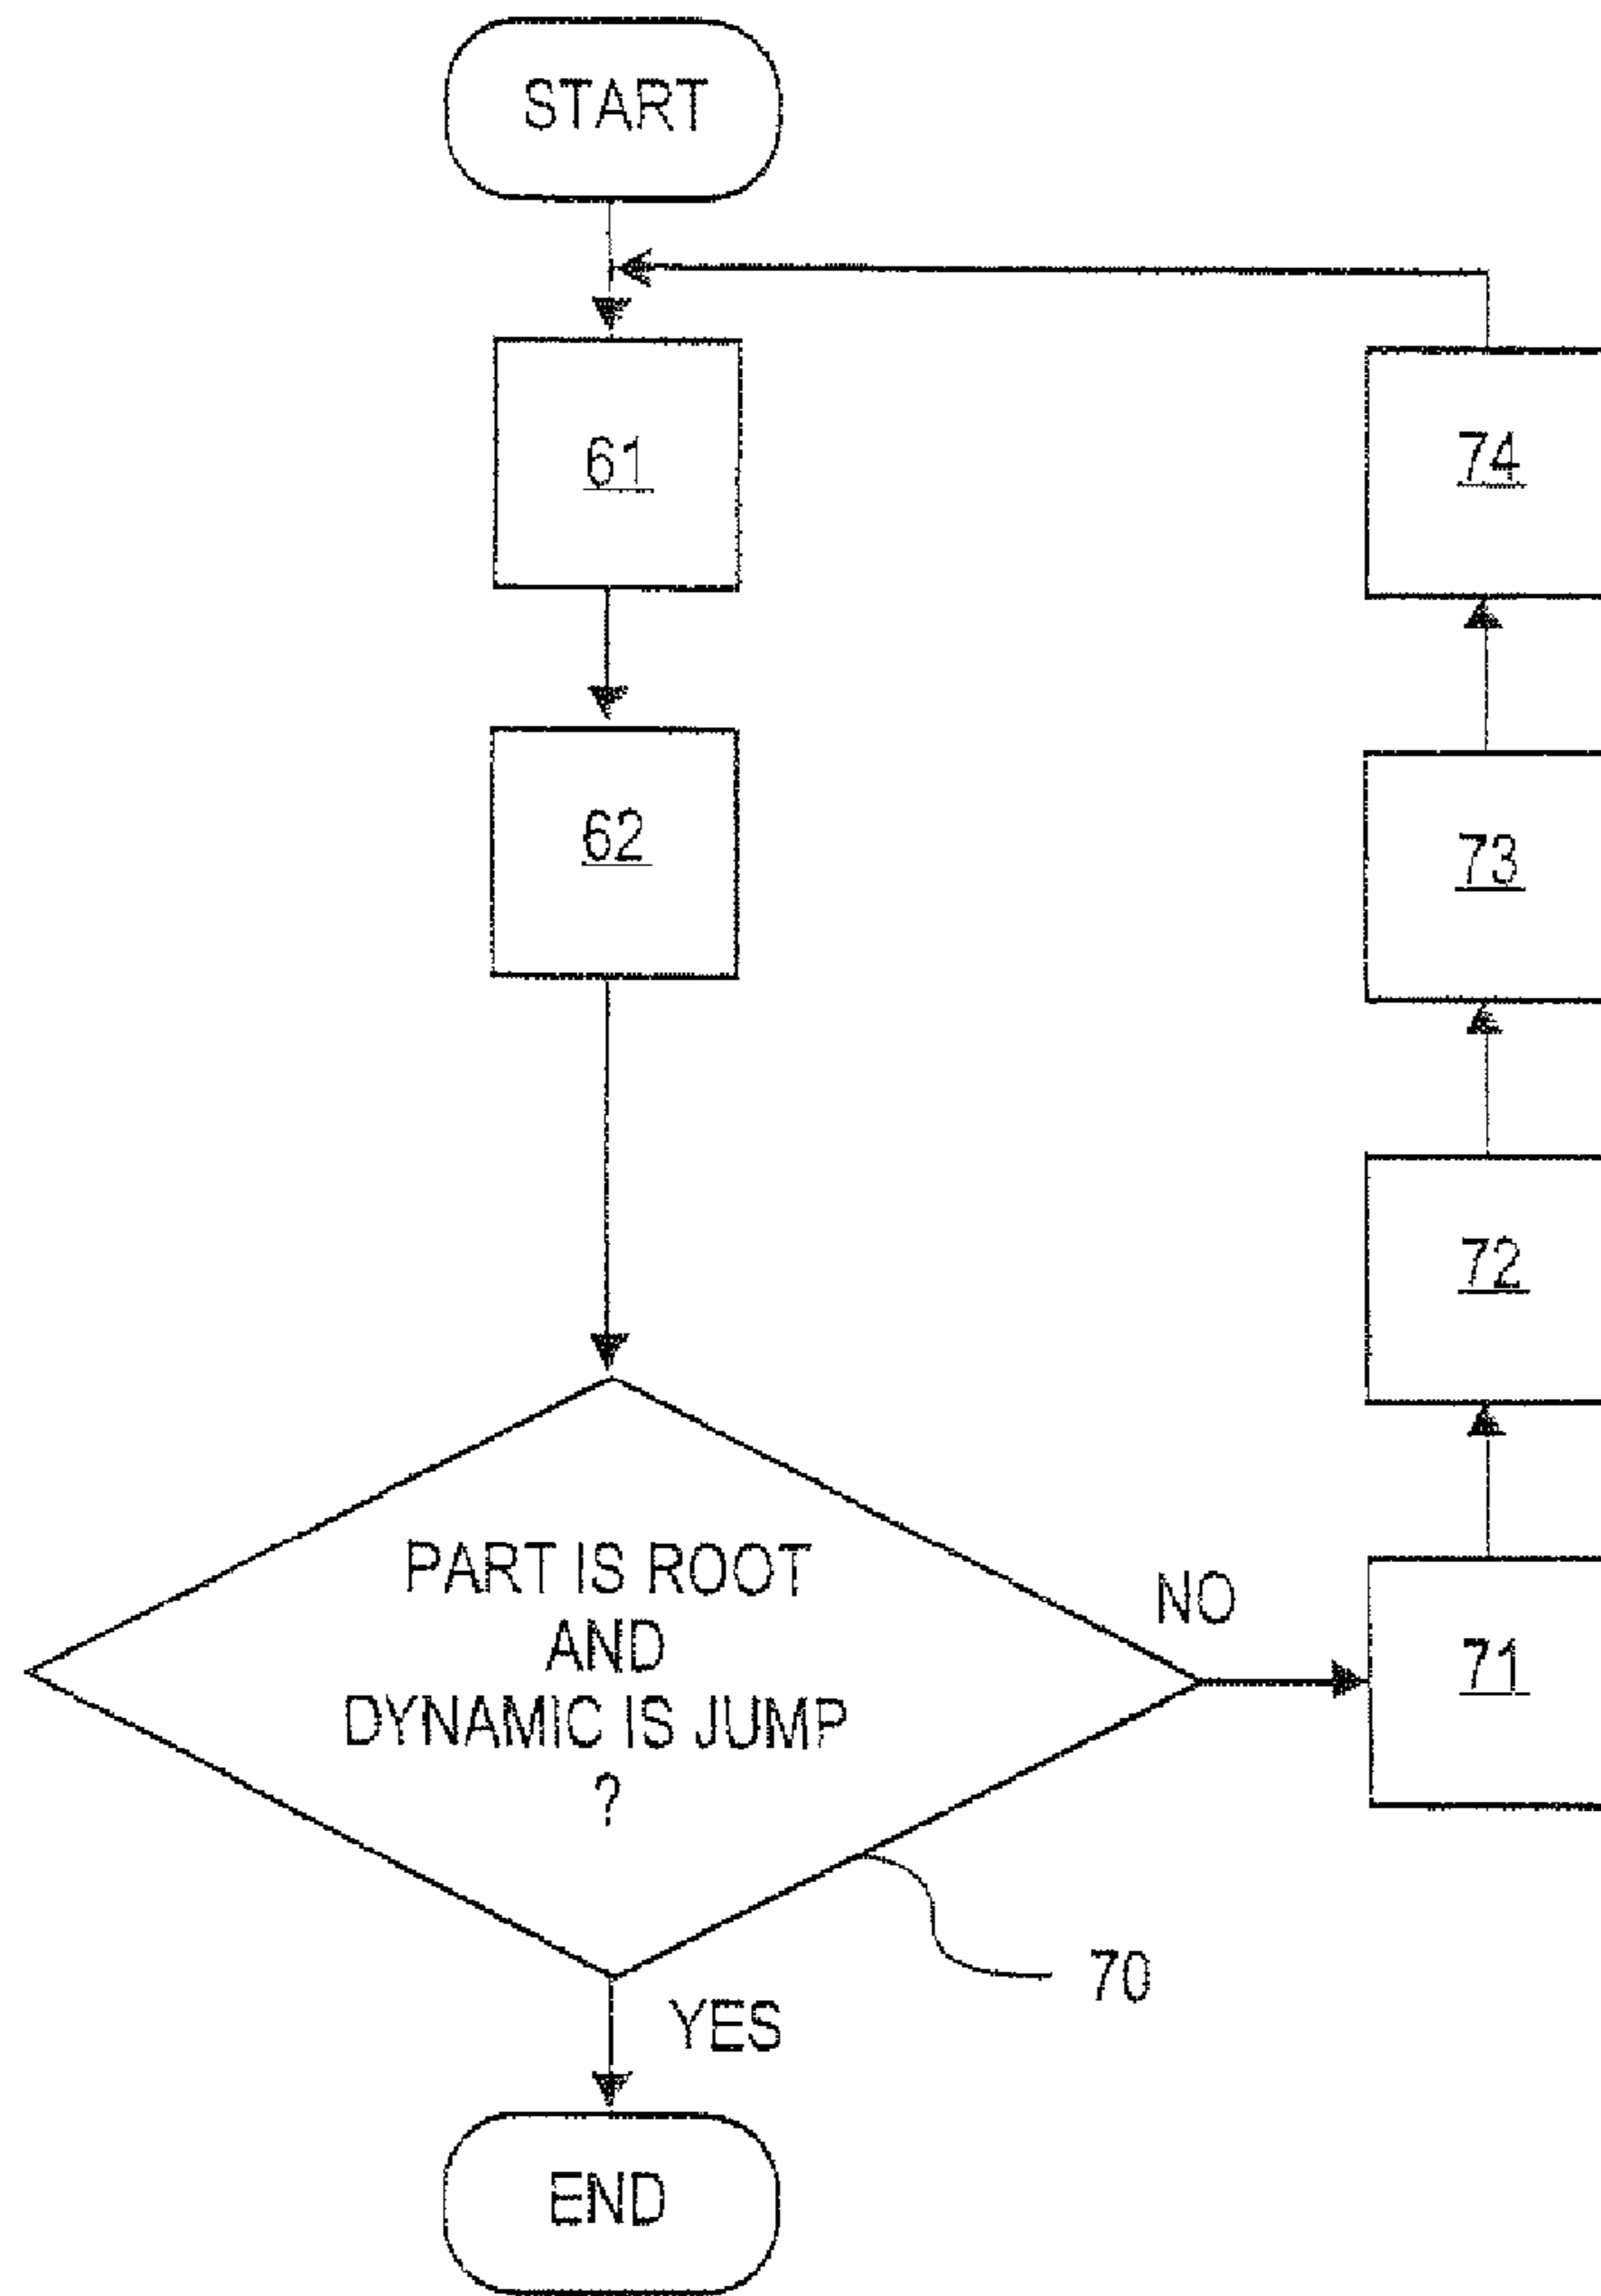 START
61
62
PART IS ROOT
AND
DYNAMIC IS JUMP
?
NO
YES
70
END
71
72
73
74